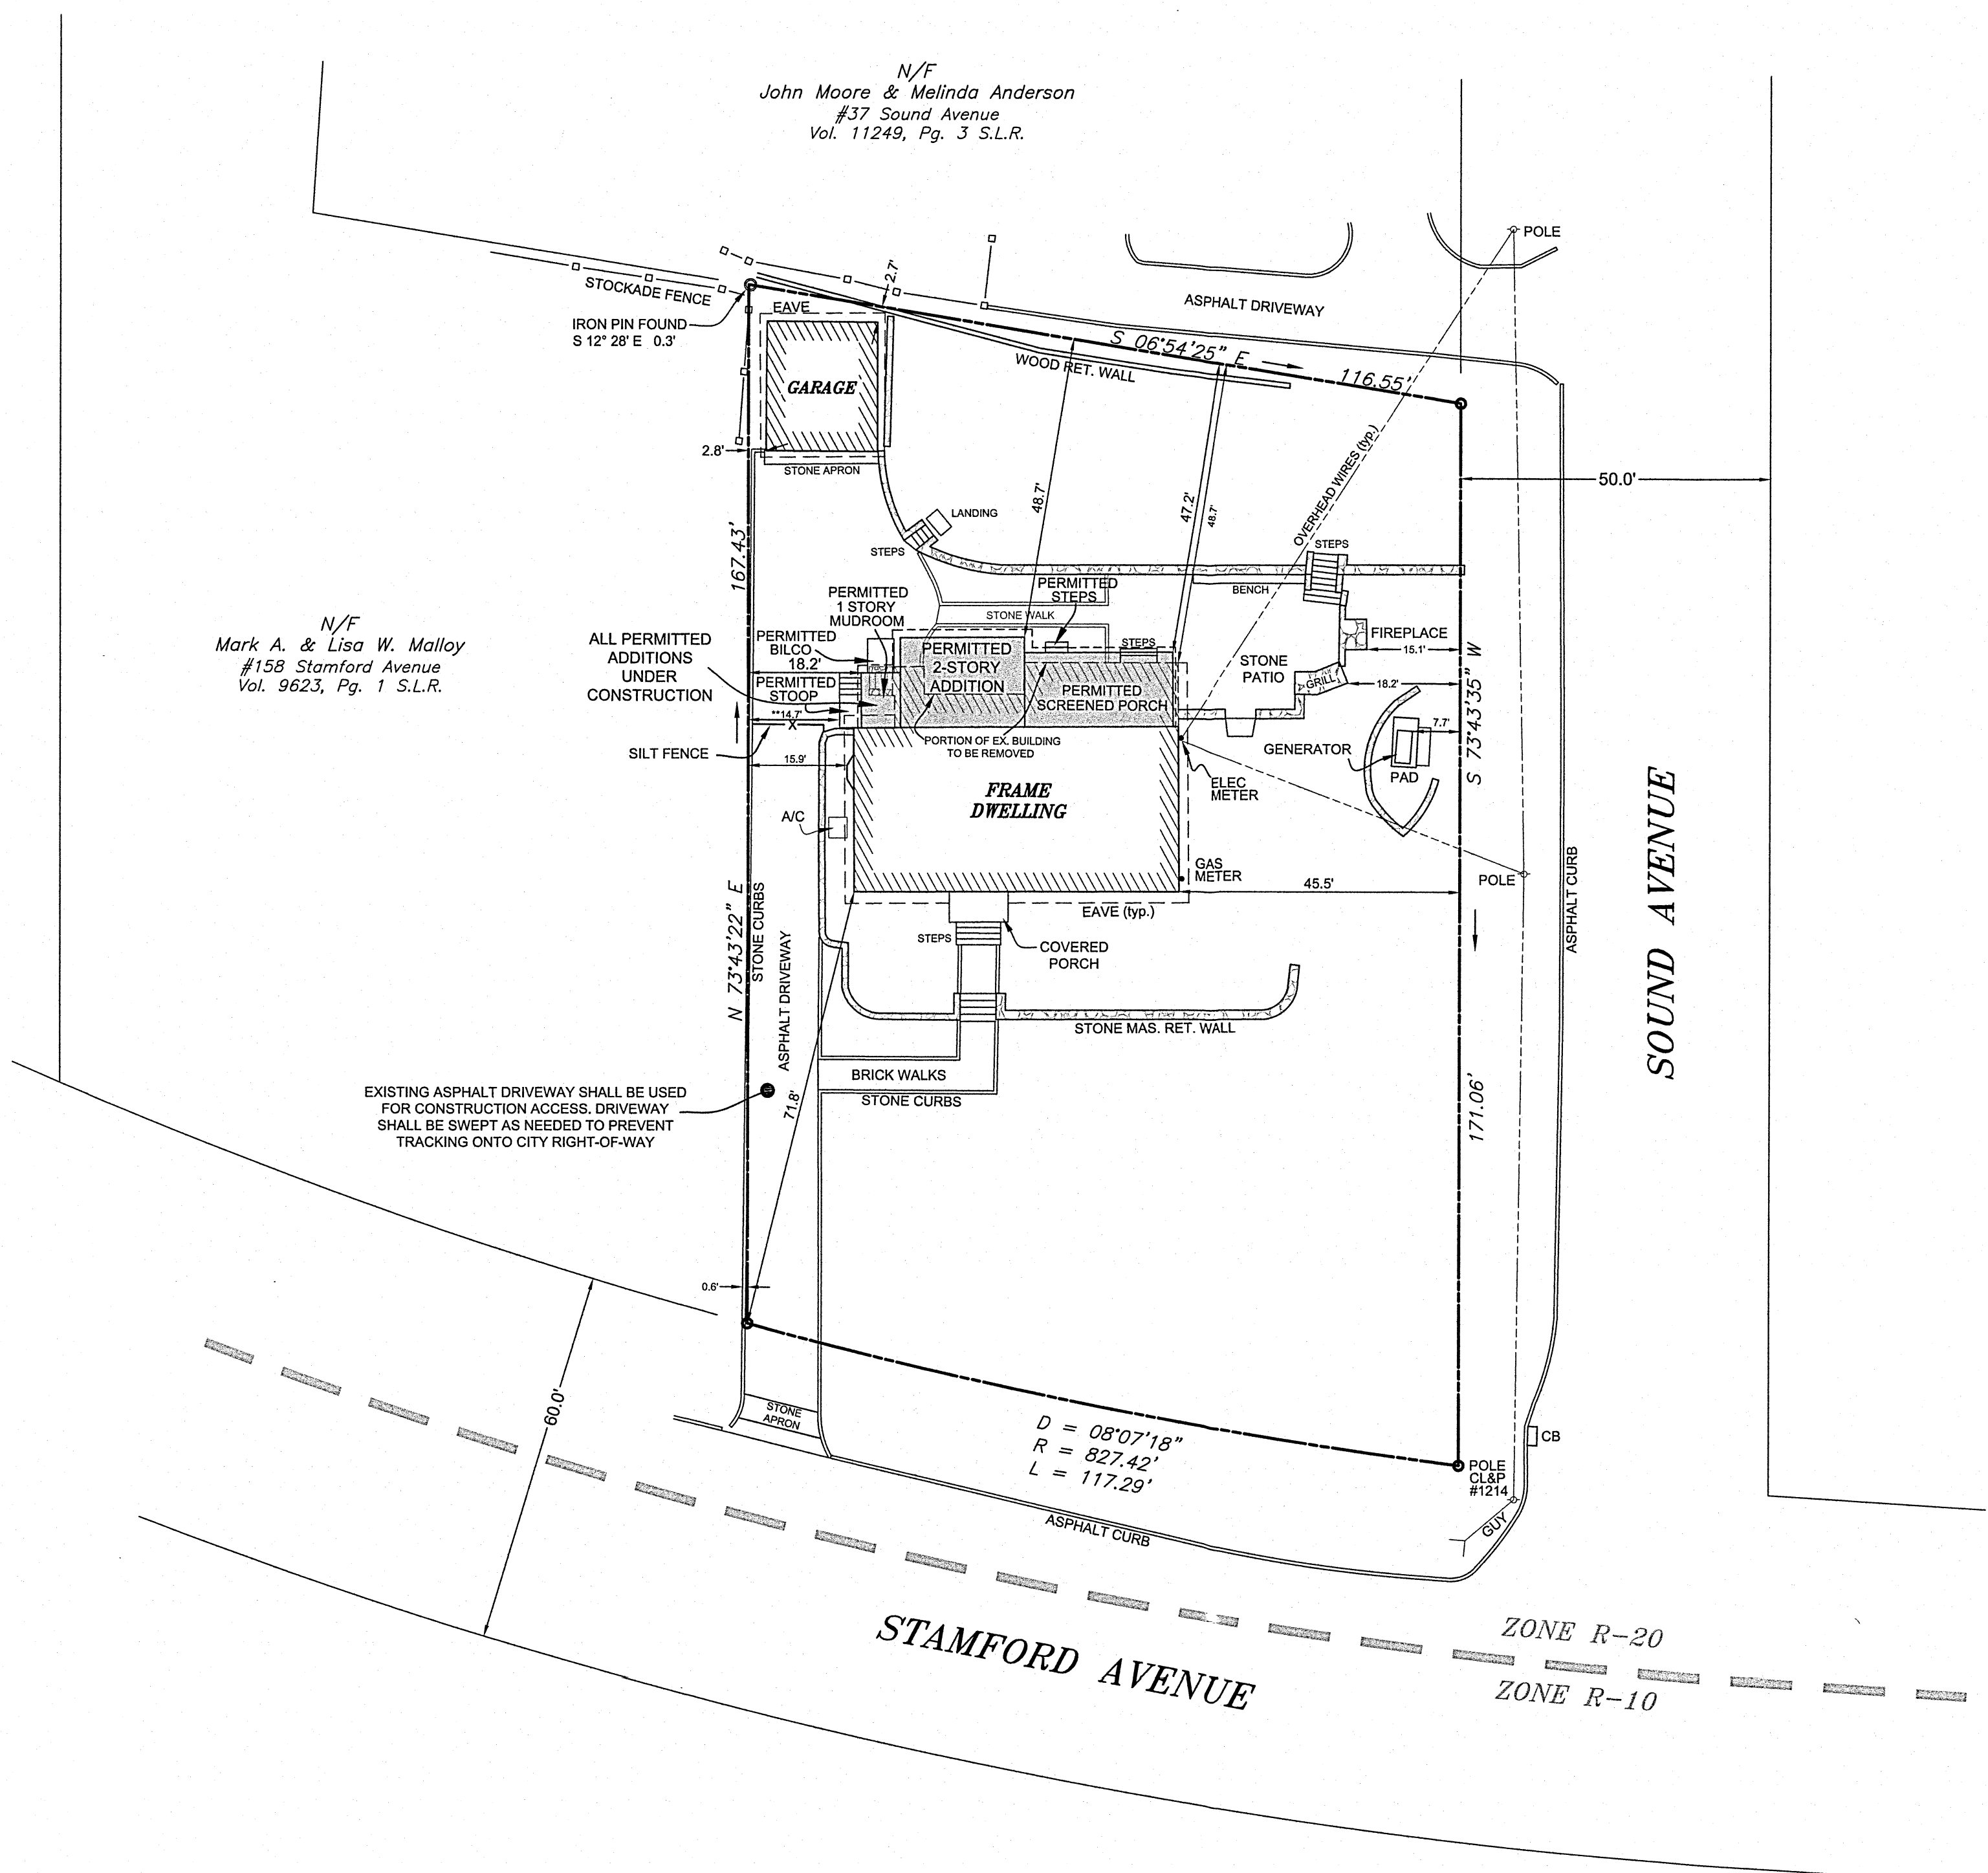 N/F
John Moore & Melinda Anderson
#37 Sound Avenue
Vol. 11249, Pg. 3 S.L.R.
POLE
STOCKADE FENCE
2.7'
ASPHALT DRIVEWAY
EAVE
IRON PIN FOUND
S 12° 28' E 0.3'
S 06°54'25" E
116.55'
WOOD RET. WALL
GARAGE
2.8'
STONE APRON
50.0'
OVERHEAD WIRES (typ.)
48.7'
47.2'
48.7'
LANDING
STEPS
STEPS
167.43'
BENCH
PERMITTED
STEPS
PERMITTED
1 STORY
MUDROOM
STONE WALK
N/F
Mark A. & Lisa W. Malloy
#158 Stamford Avenue
Vol. 9623, Pg. 1 S.L.R.
ALL PERMITTED
ADDITIONS
UNDER
CONSTRUCTION
PERMITTED
BILCO
18.2'
PERMITTED
STOOP
**14.7'
X
PERMITTED
2-STORY
ADDITION
STEPS
PERMITTED
SCREENED PORCH
STONE
PATIO
FIREPLACE
15.1'
GRILL
18.2'
7.7'
S 73°43'35" W
SILT FENCE
15.9'
PORTION OF EX. BUILDING
TO BE REMOVED
GENERATOR
PAD
ELEC
METER
FRAME
DWELLING
A/C
GAS
METER
45.5'
POLE
EAVE (typ.)
STEPS
COVERED
PORCH
N 73°43'22" E
STONE CURBS
ASPHALT DRIVEWAY
ASPHALT CURB
SOUND AVENUE
STONE MAS. RET. WALL
BRICK WALKS
STONE CURBS
EXISTING ASPHALT DRIVEWAY SHALL BE USED
FOR CONSTRUCTION ACCESS. DRIVEWAY
SHALL BE SWEPT AS NEEDED TO PREVENT
TRACKING ONTO CITY RIGHT-OF-WAY
71.8'
171.06'
0.6'
60.0'
STONE
APRON
D = 08°07'18"
R = 827.42'
L = 117.29'
CB
POLE
CL&P
#1214
GUY
ASPHALT CURB
STAMFORD AVENUE
ZONE R-20
ZONE R-10